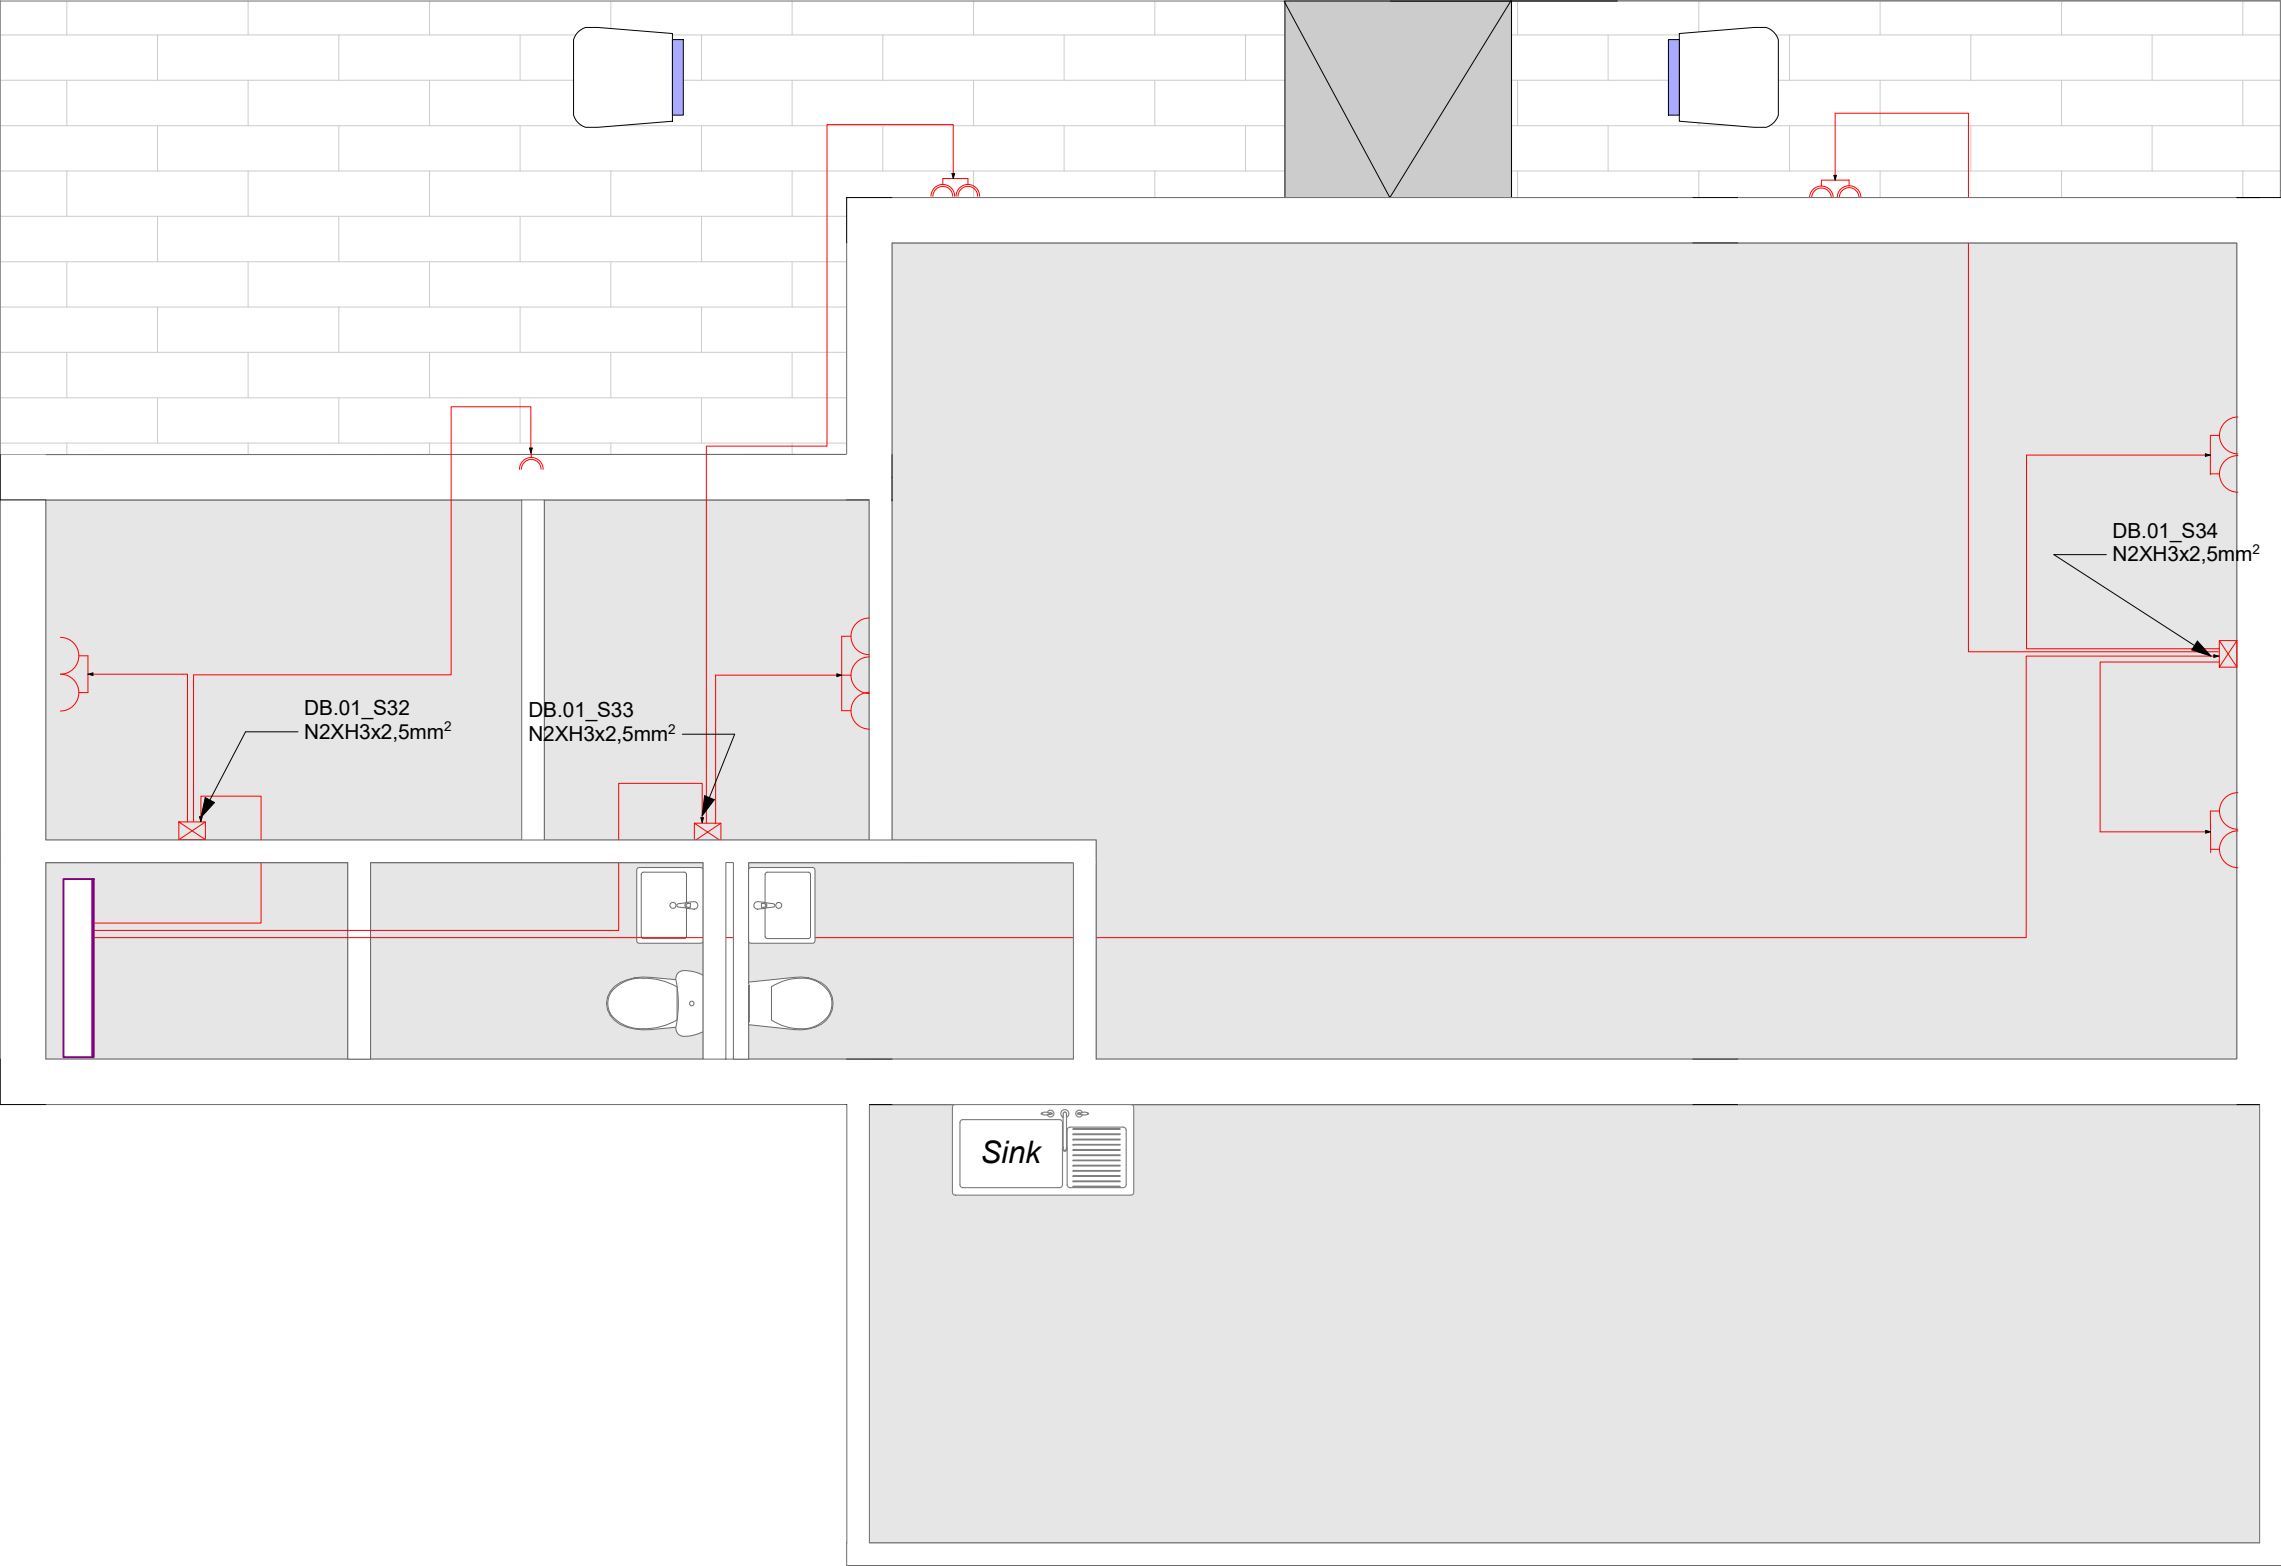 DB.01_S34
N2XH3x2,5mm²
DB.01_S32
N2XH3x2,5mm²
DB.01_S33
N2XH3x2,5mm²
Sink